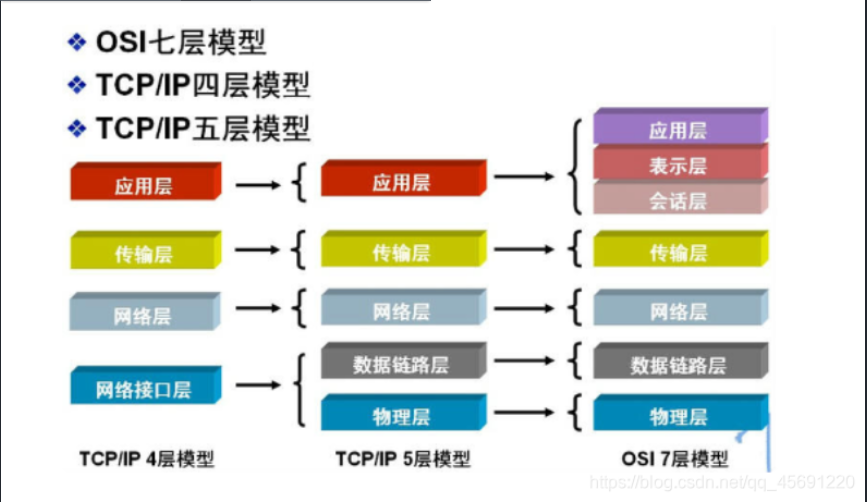 ❖ OSI七层模型
❖ TCP/IP四层模型
❖ TCP/IP五层模型
应用层
传输层
网络层
网络接口层
TCP/IP 4层模型
应用层
传输层
网络层
数据链路层
物理层
TCP/IP 5层模型
应用层
表示层
会话层
传输层
网络层
数据链路层
物理层
OSI 7层模型
https://blog.csdn.net/qq_45691220